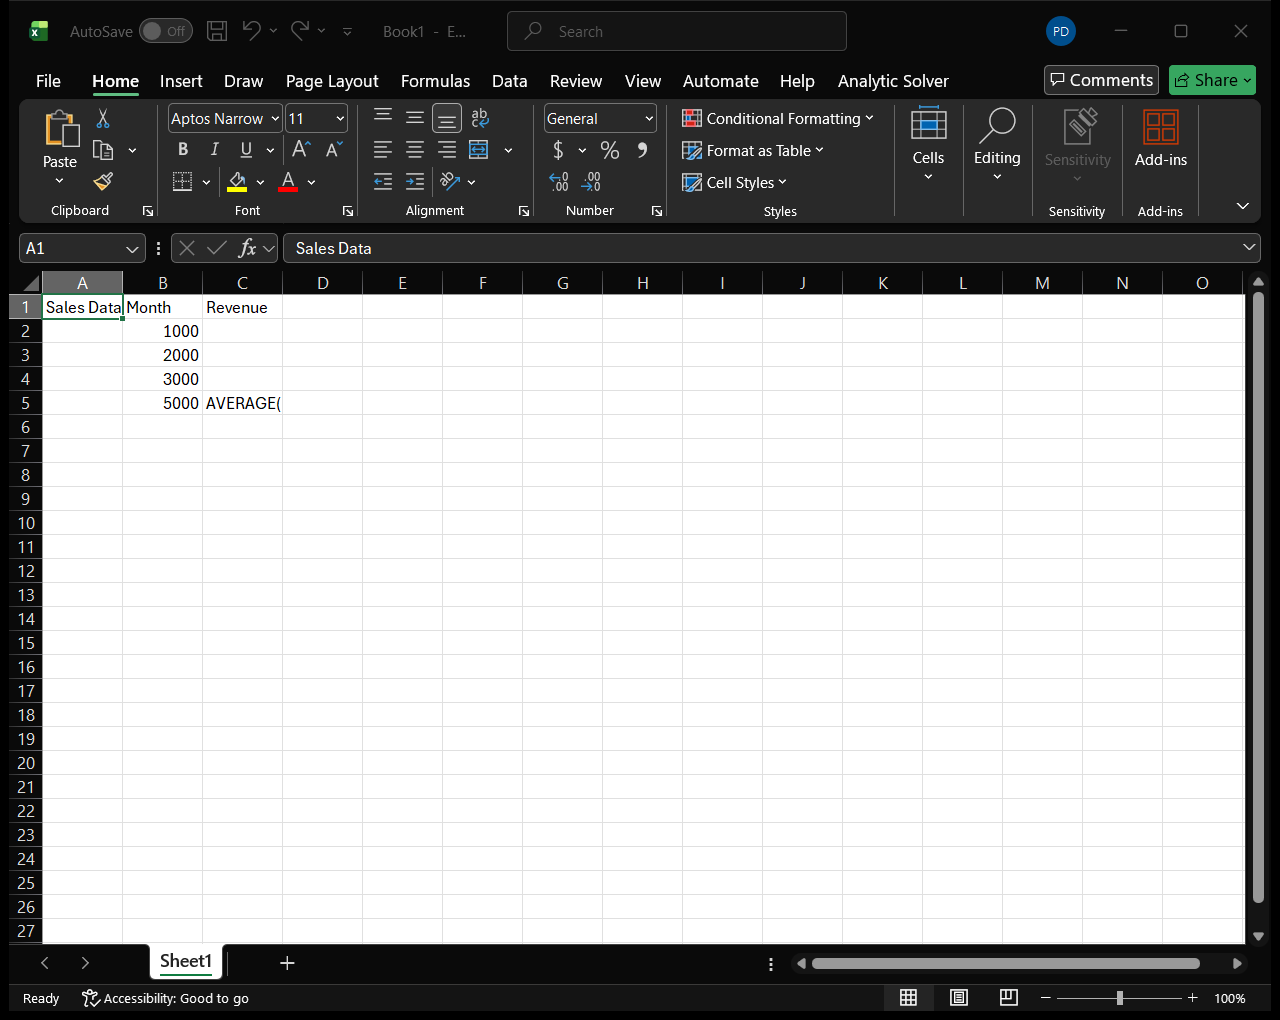 AutoSave Off Book1 - E... Search PD
File Home Insert Draw Page Layout Formulas Data Review View Automate Help Analytic Solver Comments Share
Paste
Clipboard
Aptos Narrow 11
B I U A A
A
Font
ab
Alignment
General
$ % 9
Number
Conditional Formatting
Format as Table
Cell Styles
Styles
Cells
Editing
Sensitivity
Sensitivity
Add-ins
Add-ins
A1 fx Sales Data
A B C D E F G H I J K L M N O
1 Sales Data Month Revenue
2 1000
3 2000
4 3000
5 5000 AVERAGE(
6
7
8
9
10
11
12
13
14
15
16
17
18
19
20
21
22
23
24
25
26
27
Sheet1
Ready Accessibility: Good to go 100%